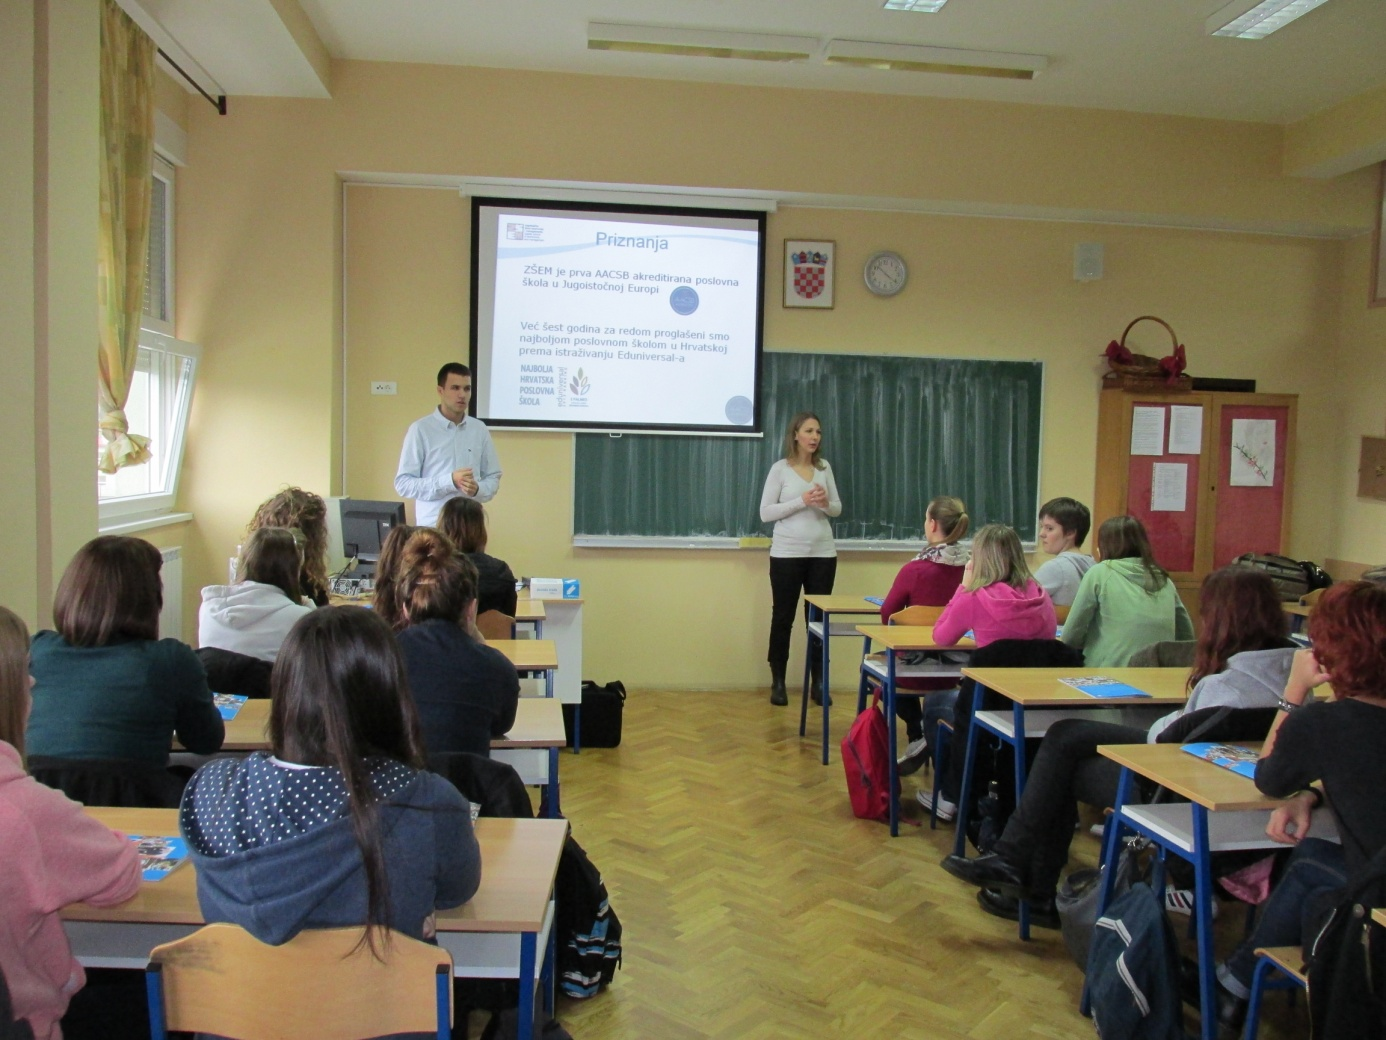 Priznanja
ZŠEM je prva AACSB akreditirana poslovna
škola u Jugoistočnoj Europi
AACSB
Već šest godina za redom proglašeni smo
najboljom poslovnom školom u Hrvatskoj
prema istraživanju Eduniversal-a
NAJBOLJA
HRVATSKA
POSLOVNA
ŠKOLA